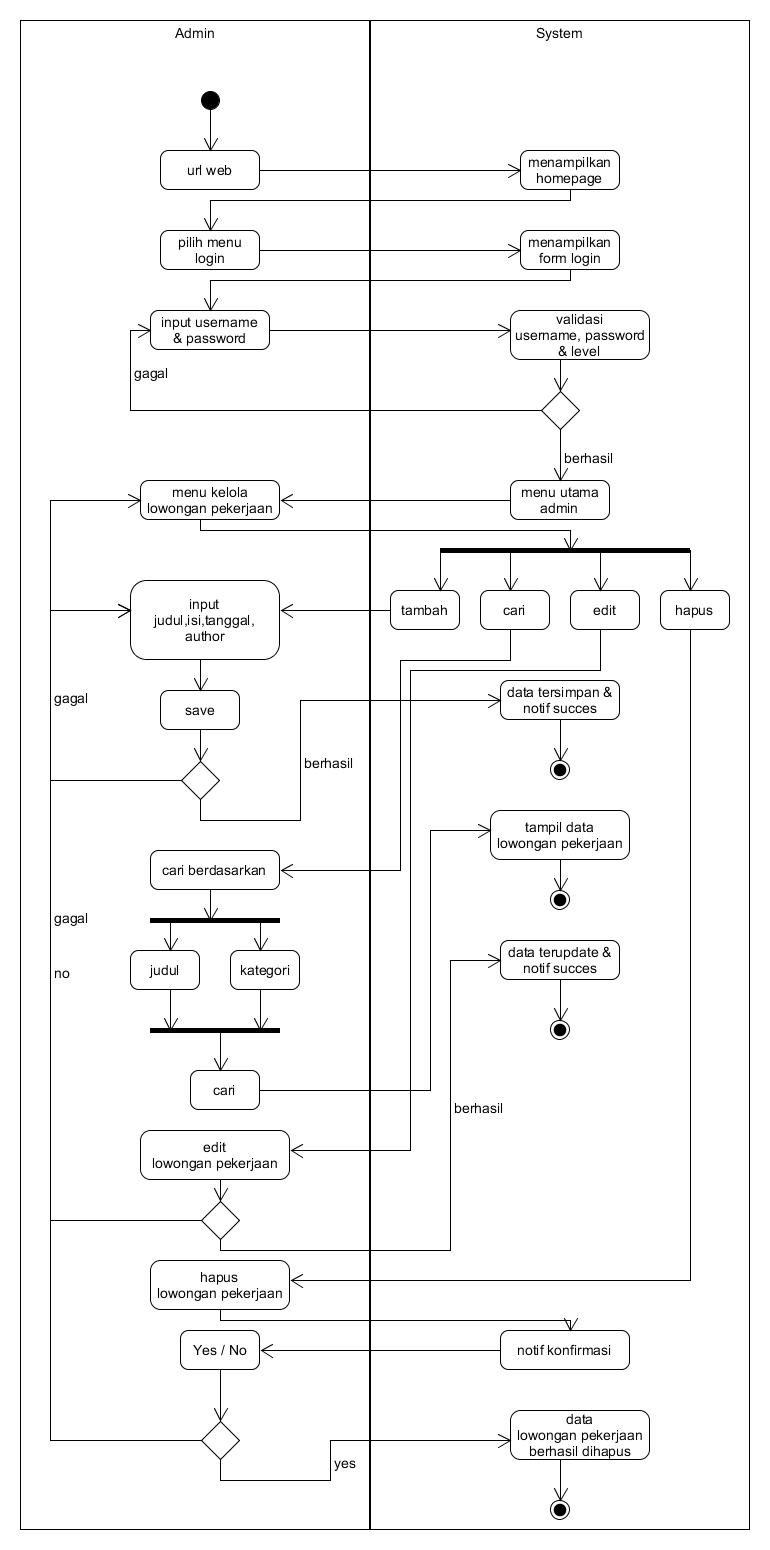 Admin
System
url web
menampilkan
homepage
pilih menu
login
menampilkan
form login
input username
& password
validasi
username, password
& level
gagal
berhasil
menu kelola
lowongan pekerjaan
menu utama
admin
input
judul,isi,tanggal,
author
tambah
cari
edit
hapus
gagal
save
data tersimpan &
notif succes
berhasil
tampil data
lowongan pekerjaan
cari berdasarkan
gagal
no
judul
kategori
data terupdate &
notif succes
cari
berhasil
edit
lowongan pekerjaan
hapus
lowongan pekerjaan
Yes / No
notif konfirmasi
data
lowongan pekerjaan
berhasil dihapus
yes